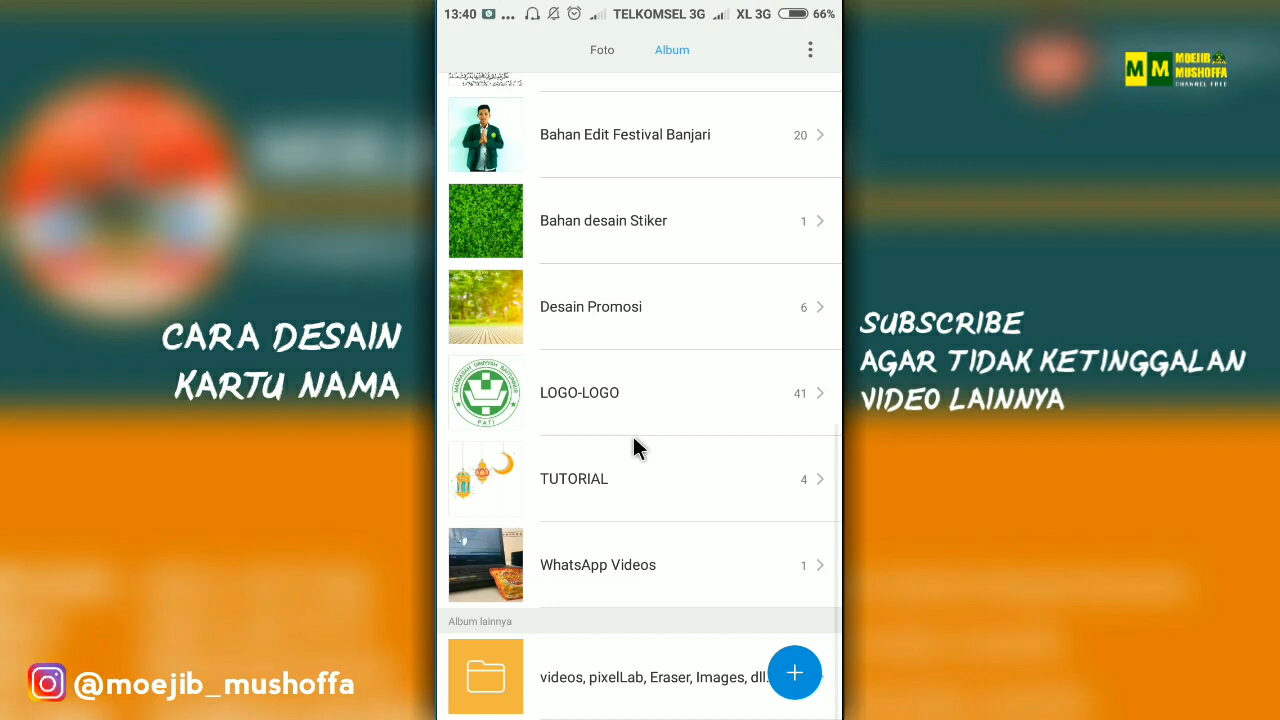 13:40 ... TELKOMSEL 3G XL 3G 66%
Foto Album
MOEJIB
MUSHOFFA
CHANNEL FREE
M M
Bahan Edit Festival Banjari 20
Bahan desain Stiker 1
Desain Promosi 6
LOGO-LOGO 41
PATI
TUTORIAL 4
WhatsApp Videos 1
Album lainnya
videos, pixelLab, Eraser, Images, dll.
CARA DESAIN
KARTU NAMA
SUBSCRIBE
AGAR TIDAK KETINGGALAN
VIDEO LAINNYA
@moejib_mushoffa